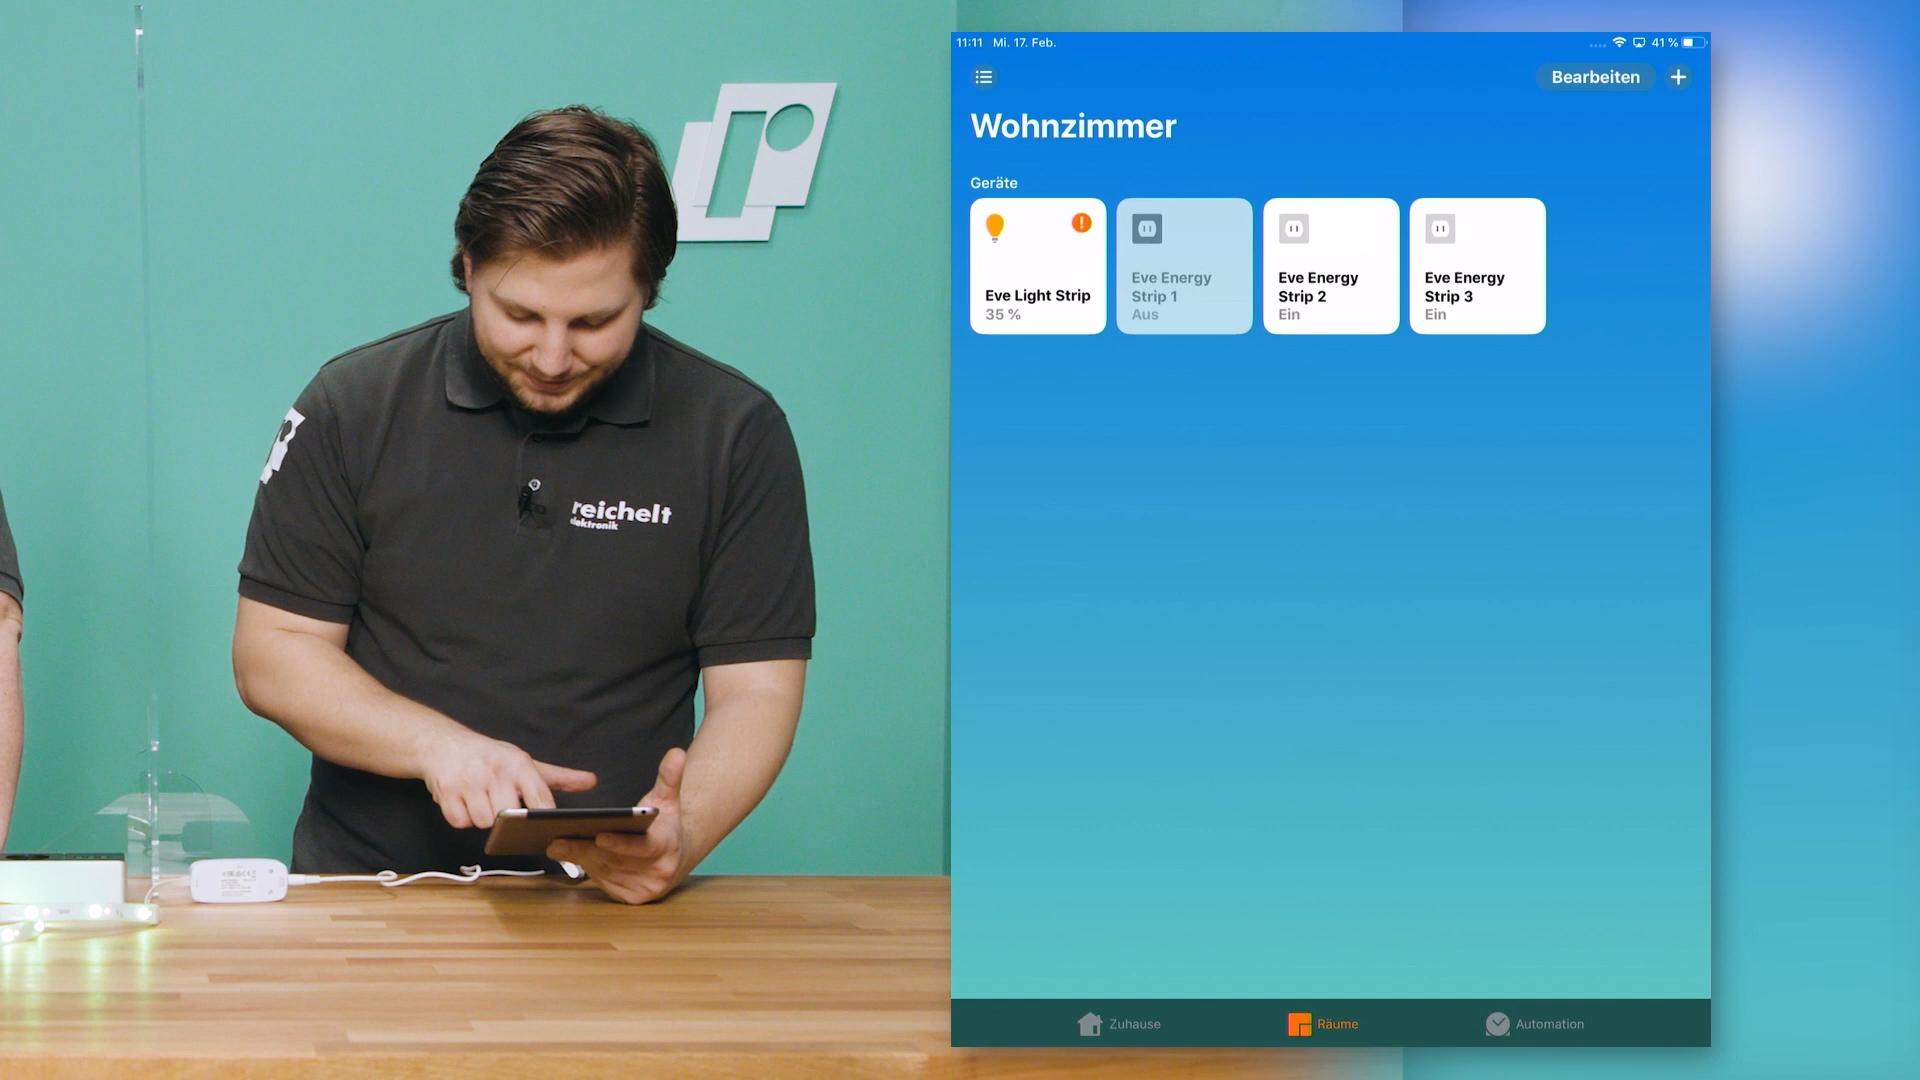 11:11 Mi. 17. Feb.
41 %
Bearbeiten
Wohnzimmer
Geräte
Eve Light Strip
35 %
Eve Energy
Strip 1
Aus
Eve Energy
Strip 2
Ein
Eve Energy
Strip 3
Ein
Zuhause
Räume
Automation
reichelt
elektronik